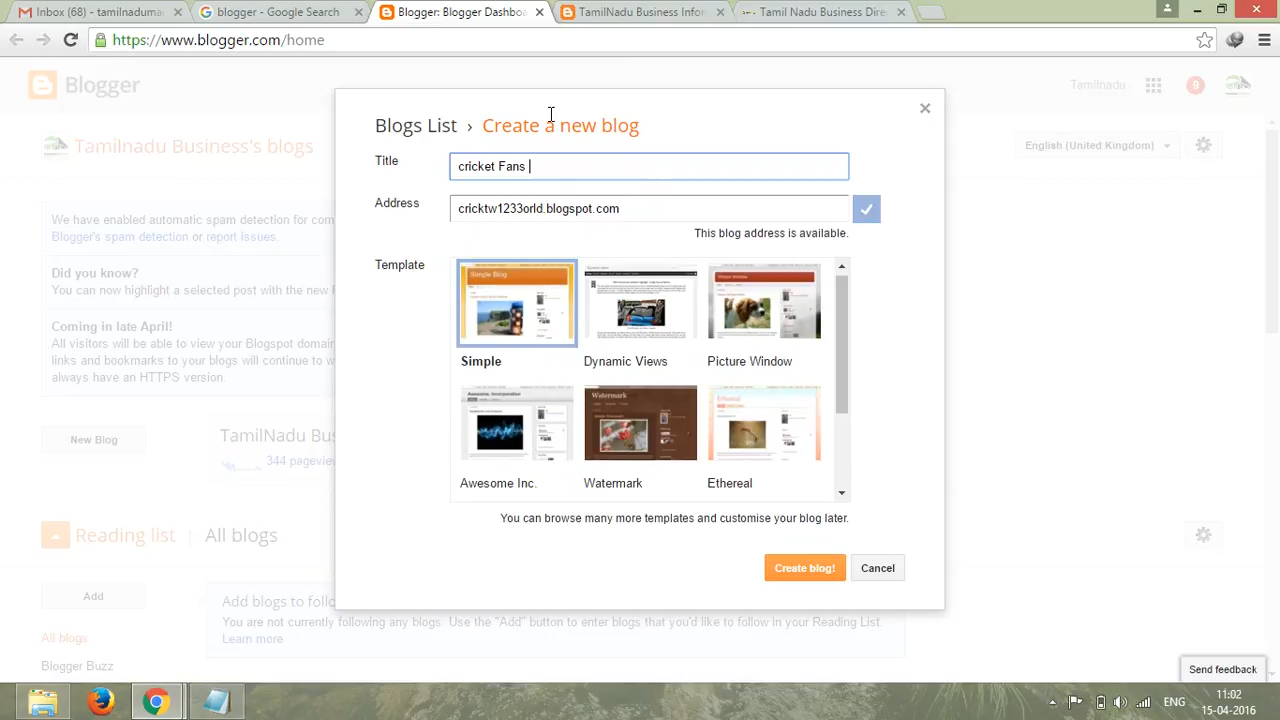 Inbox (68) - tamilnaduma
blogger - Google Search
Blogger: Blogger Dashboa
TamilNadu Business Infor
Tamil Nadu Business Dire
https://www.blogger.com/home
Blogger
Tamilnadu
9
Tamilnadu Business's blogs
English (United Kingdom)
We have enabled automatic spam detection for com
Blogger's spam detection or report issues.
Did you know?
You can now highlight a selected post with the new
Coming in late April!
All visitors will be able to view your Blogspot domain
links and bookmarks to your blogs will continue to w
always have an HTTPS version.
New Blog
TamilNadu Bus
344 pageview
Reading list
All blogs
Add
Add blogs to follo
You are not currently following any blogs. Use the "Add" button to enter blogs that you'd like to follow in your Reading List.
Learn more
All blogs
Blogger Buzz
Blogs List › Create a new blog
Title
cricket Fans
Address
cricktw1233orld.blogspot.com
This blog address is available.
Template
Simple Blog
Simple
Dynamic Views
Picture Window
Picture Window
Awesome Inc.
Watermark
Watermark
Ethereal
Ethereal
You can browse many more templates and customise your blog later.
Create blog!
Cancel
Send feedback
ENG
11:02
15-04-2016